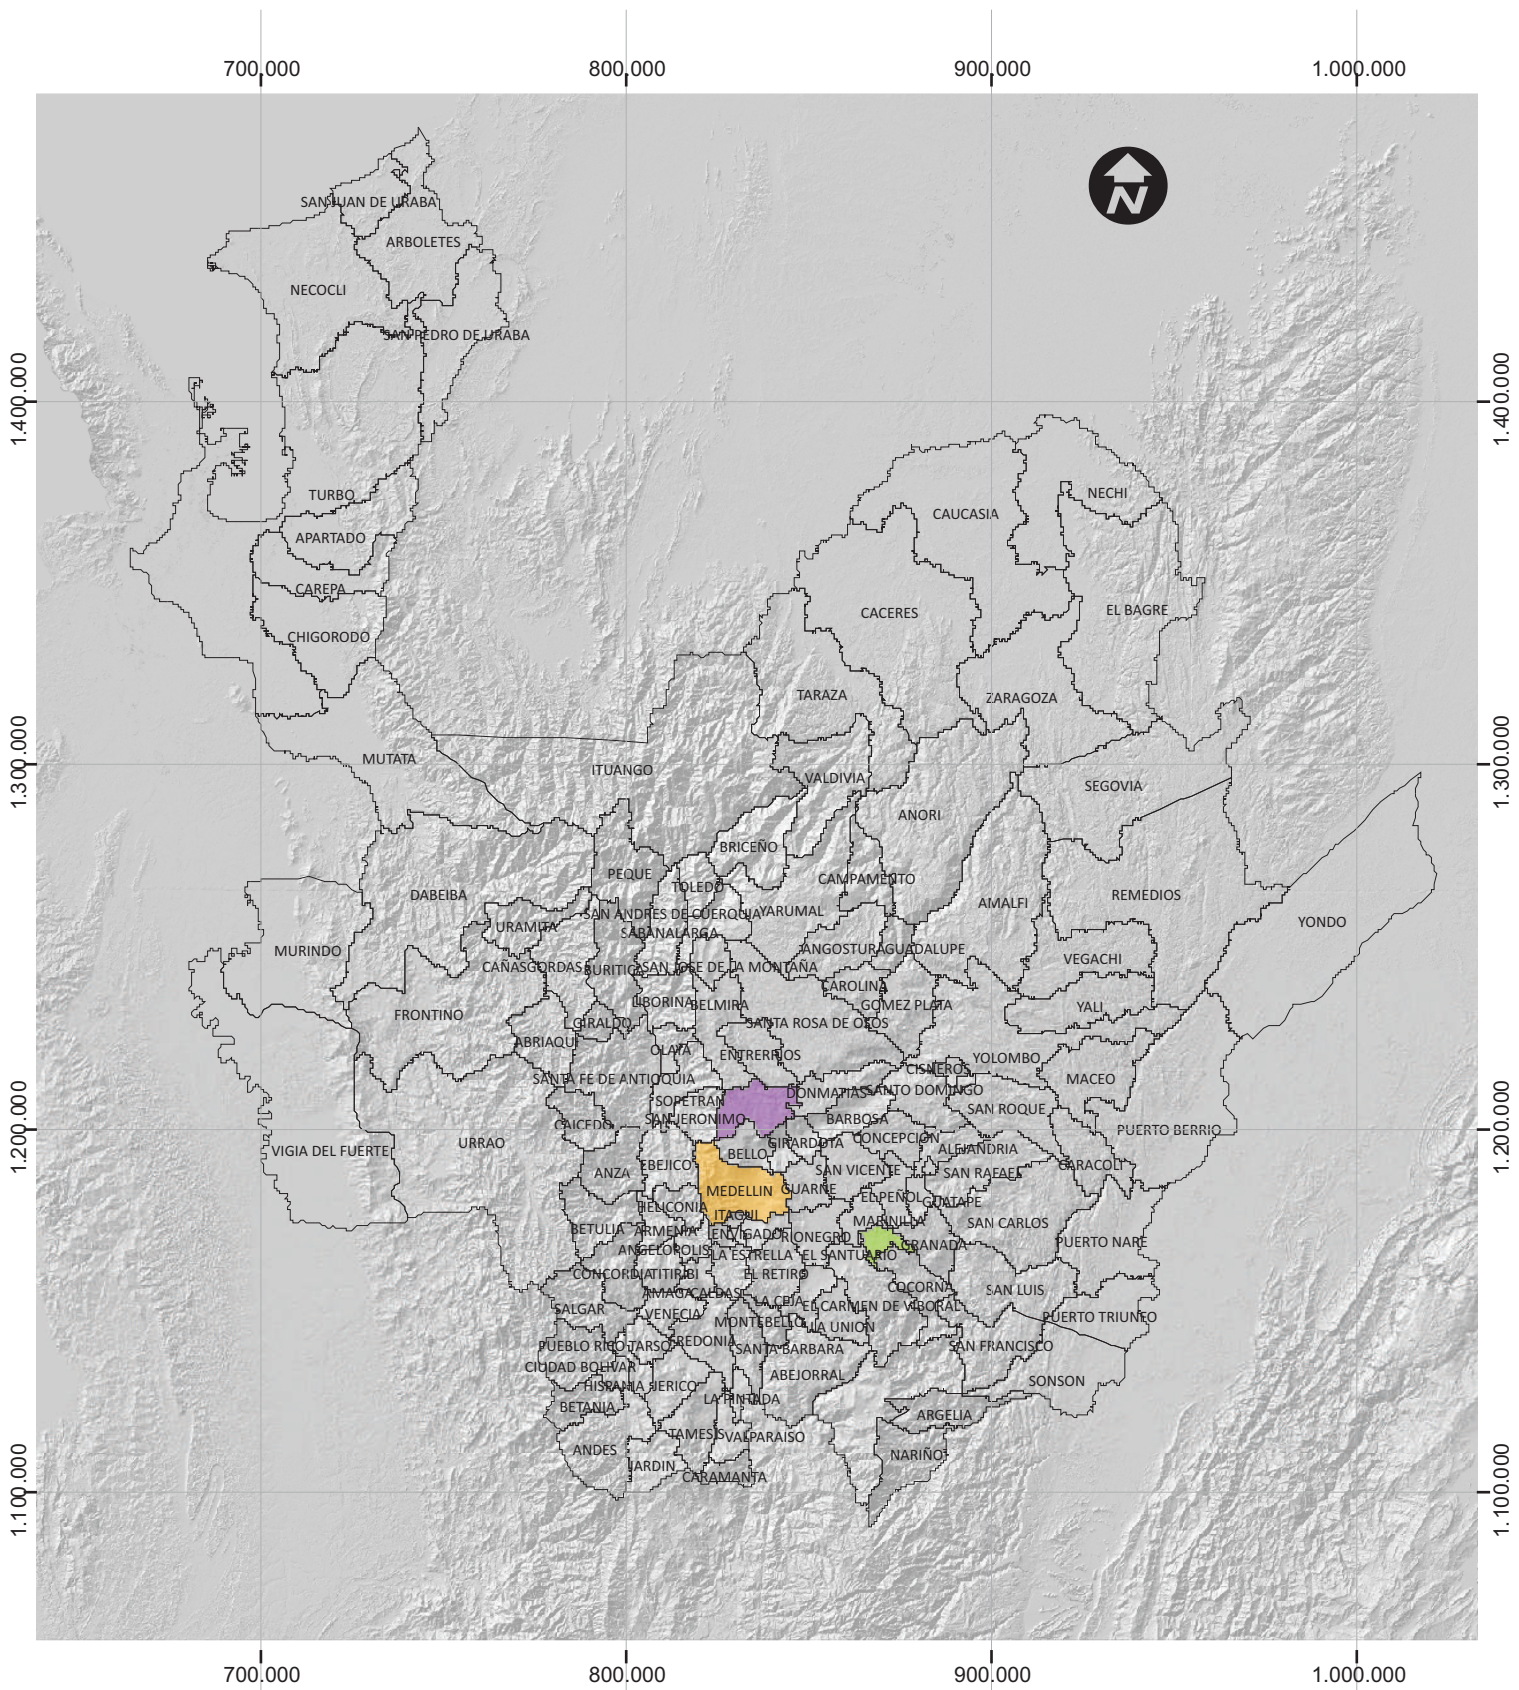 700.000 800.000 900.000 1.000.000
N
SAN JUAN DE URABA
ARBOLETES
NECOCLI
SAN PEDRO DE URABA
1.400.000 1.400.000
TURBO
NECHI
CAUCASIA
APARTADO
CAREPA
CACERES
EL BAGRE
CHIGORODO
TARAZA
ZARAGOZA
MUTATA
1.300.000 1.300.000
ITUANGO
VALDIVIA
SEGOVIA
ANORI
BRICEÑO
PEQUE
CAMPAMENTO
TOLEDO
DABEIBA
REMEDIOS
AMALFI
YARUMAL
SAN ANDRES DE CUERQUIA
YONDO
URAMITA
SABANALARGA
MURINDO
ANGOSTURA
GUADALUPE
VEGACHI
CAÑASGORDAS
BURITICA
SAN JOSE DE LA MONTAÑA
CAROLINA
LIBORINA
BELMIRA
GOMEZ PLATA
YALI
FRONTINO
GIRALDO
SANTA ROSA DE OSOS
ABRIAQUI
OLAYA
ENTRERRIOS
YOLOMBO
CISNEROS
SANTA FE DE ANTIOQUIA
MACEO
DONMATIAS
SANTO DOMINGO
SOPETRAN
SAN ROQUE
SAN JERONIMO
BARBOSA
CAICEDO
PUERTO BERRIO
1.200.000 1.200.000
URRAO
GIRARDOTA
CONCEPCION
VIGIA DEL FUERTE
BELLO
ALEJANDRIA
EBEJICO
CARACOLI
ANZA
SAN VICENTE
SAN RAFAEL
MEDELLIN
GUARNE
EL PEÑOL
GUATAPE
HELICONIA
ITAGUI
MARINILLA
SAN CARLOS
BETULIA
ARMENIA
ENVIGADO
RIONEGRO
PUERTO NARE
GRANADA
ANGELOPOLIS
LA ESTRELLA
EL SANTUARIO
CONCORDIA
TITIRIBI
EL RETIRO
COCORNA
SAN LUIS
AMAGA
CALDAS
LA CEJA
EL CARMEN DE VIBORAL
SALGAR
VENECIA
PUERTO TRIUNFO
MONTEBELLO
LA UNION
FREDONIA
PUEBLO RICO
TARSO
SANTA BARBARA
SAN FRANCISCO
CIUDAD BOLIVAR
ABEJORRAL
SONSON
HISPANIA
JERICO
LA PINTADA
BETANIA
ARGELIA
TAMESIS
VALPARAISO
ANDES
NARIÑO
JARDIN
CARAMANTA
1.100.000 1.100.000
700.000 800.000 900.000 1.000.000